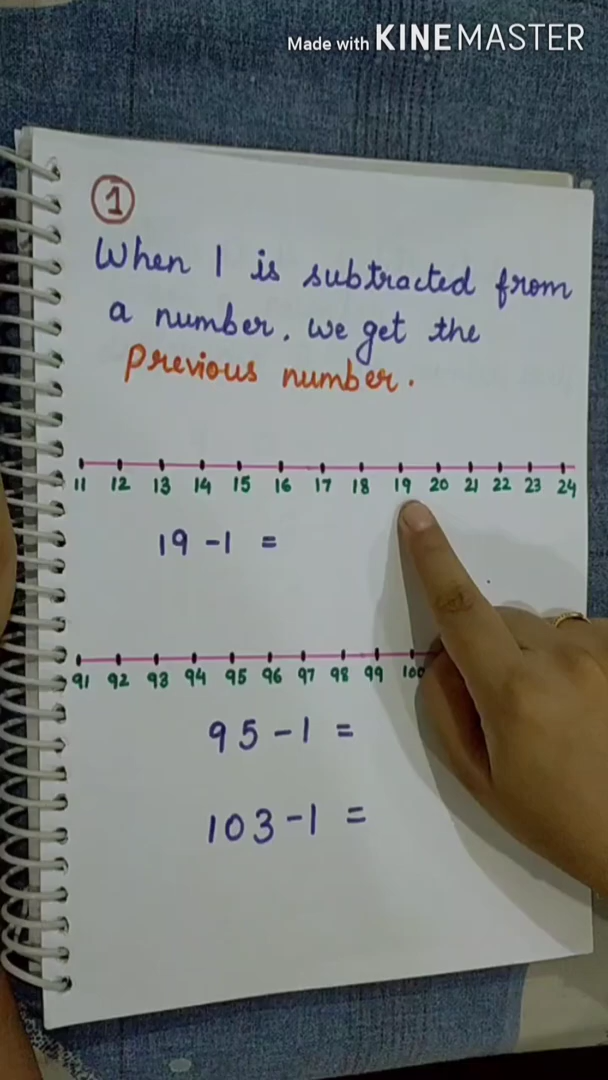 Made with KINEMASTER
1
When 1 is subtracted from
a number, we get the
previous number.
11 12 13 14 15 16 17 18 19 20 21 22 23 24
19 - 1 =
91 92 93 94 95 96 97 98 99 100
95 - 1 =
103 - 1 =